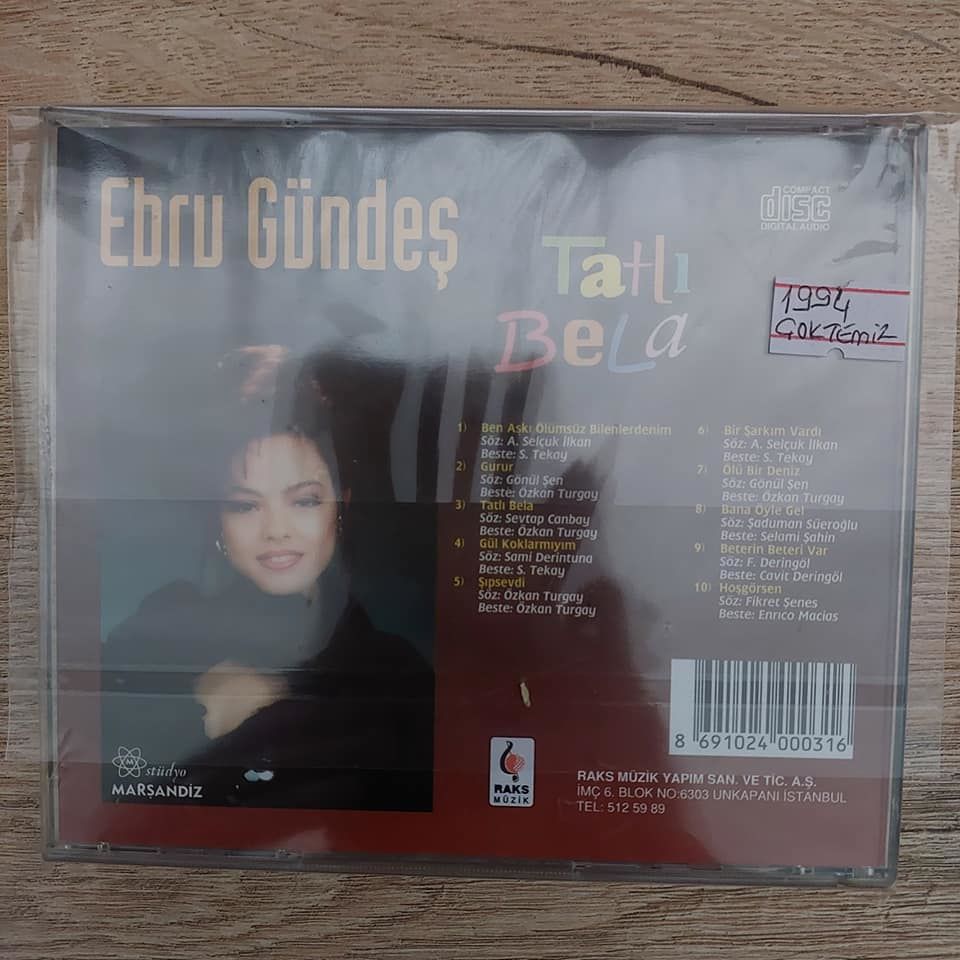 Ebru Gündeş
COMPACT
disc
DIGITAL AUDIO
Tatlı
BeLa
1994
ÇOKTEMİZ
1) Ben Aşkı Ölümsüz Bilenlerdenim
Söz: A. Selçuk İlkan
Beste: S. Tekay
2) Gurur
Söz: Gönül Şen
Beste: Özkan Turgay
3) Tatlı Bela
Söz: Sevtap Canbay
Beste: Özkan Turgay
4) Gül Koklarmıyım
Söz: Sami Derintuna
Beste: S. Tekay
5) Şıpsevdi
Söz: Özkan Turgay
Beste: Özkan Turgay
6) Bir Şarkım Vardı
Söz: A. Selçuk İlkan
Beste: S. Tekay
7) Ölü Bir Deniz
Söz: Gönül Şen
Beste: Özkan Turgay
8) Bana Öyle Gel
Söz: Şaduman Süeroğlu
Beste: Selami Şahin
9) Beterin Beteri Var
Söz: F. Deringöl
Beste: Cavit Deringöl
10) Hoşgörsen
Söz: Fikret Şenes
Beste: Enrico Macias
8 691024 000316
M
stüdyo
MARŞANDİZ
RAKS
MÜZİK
RAKS MÜZİK YAPIM SAN. VE TİC. A.Ş.
İMÇ 6. BLOK NO:6303 UNKAPANI İSTANBUL
TEL: 512 59 89